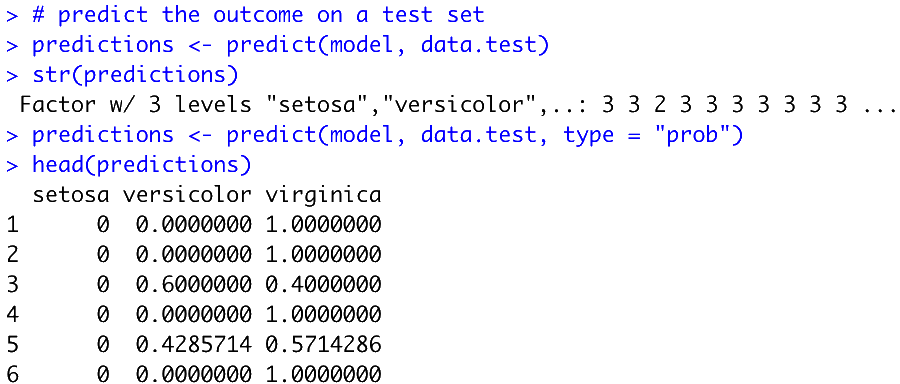 > # predict the outcome on a test set
> predictions <- predict(model, data.test)
> str(predictions)
 Factor w/ 3 levels "setosa","versicolor",..: 3 3 2 3 3 3 3 3 3 3 ...
> predictions <- predict(model, data.test, type = "prob")
> head(predictions)
  setosa versicolor virginica
1      0  0.0000000 1.0000000
2      0  0.0000000 1.0000000
3      0  0.6000000 0.4000000
4      0  0.0000000 1.0000000
5      0  0.4285714 0.5714286
6      0  0.0000000 1.0000000